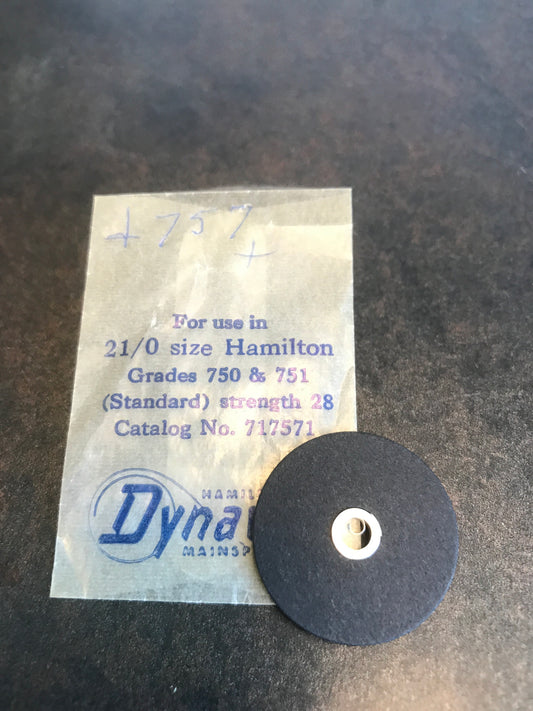 + 757
+
For use in
21/0 size Hamilton
Grades 750 & 751
(Standard) strength 28
Catalog No. 717571